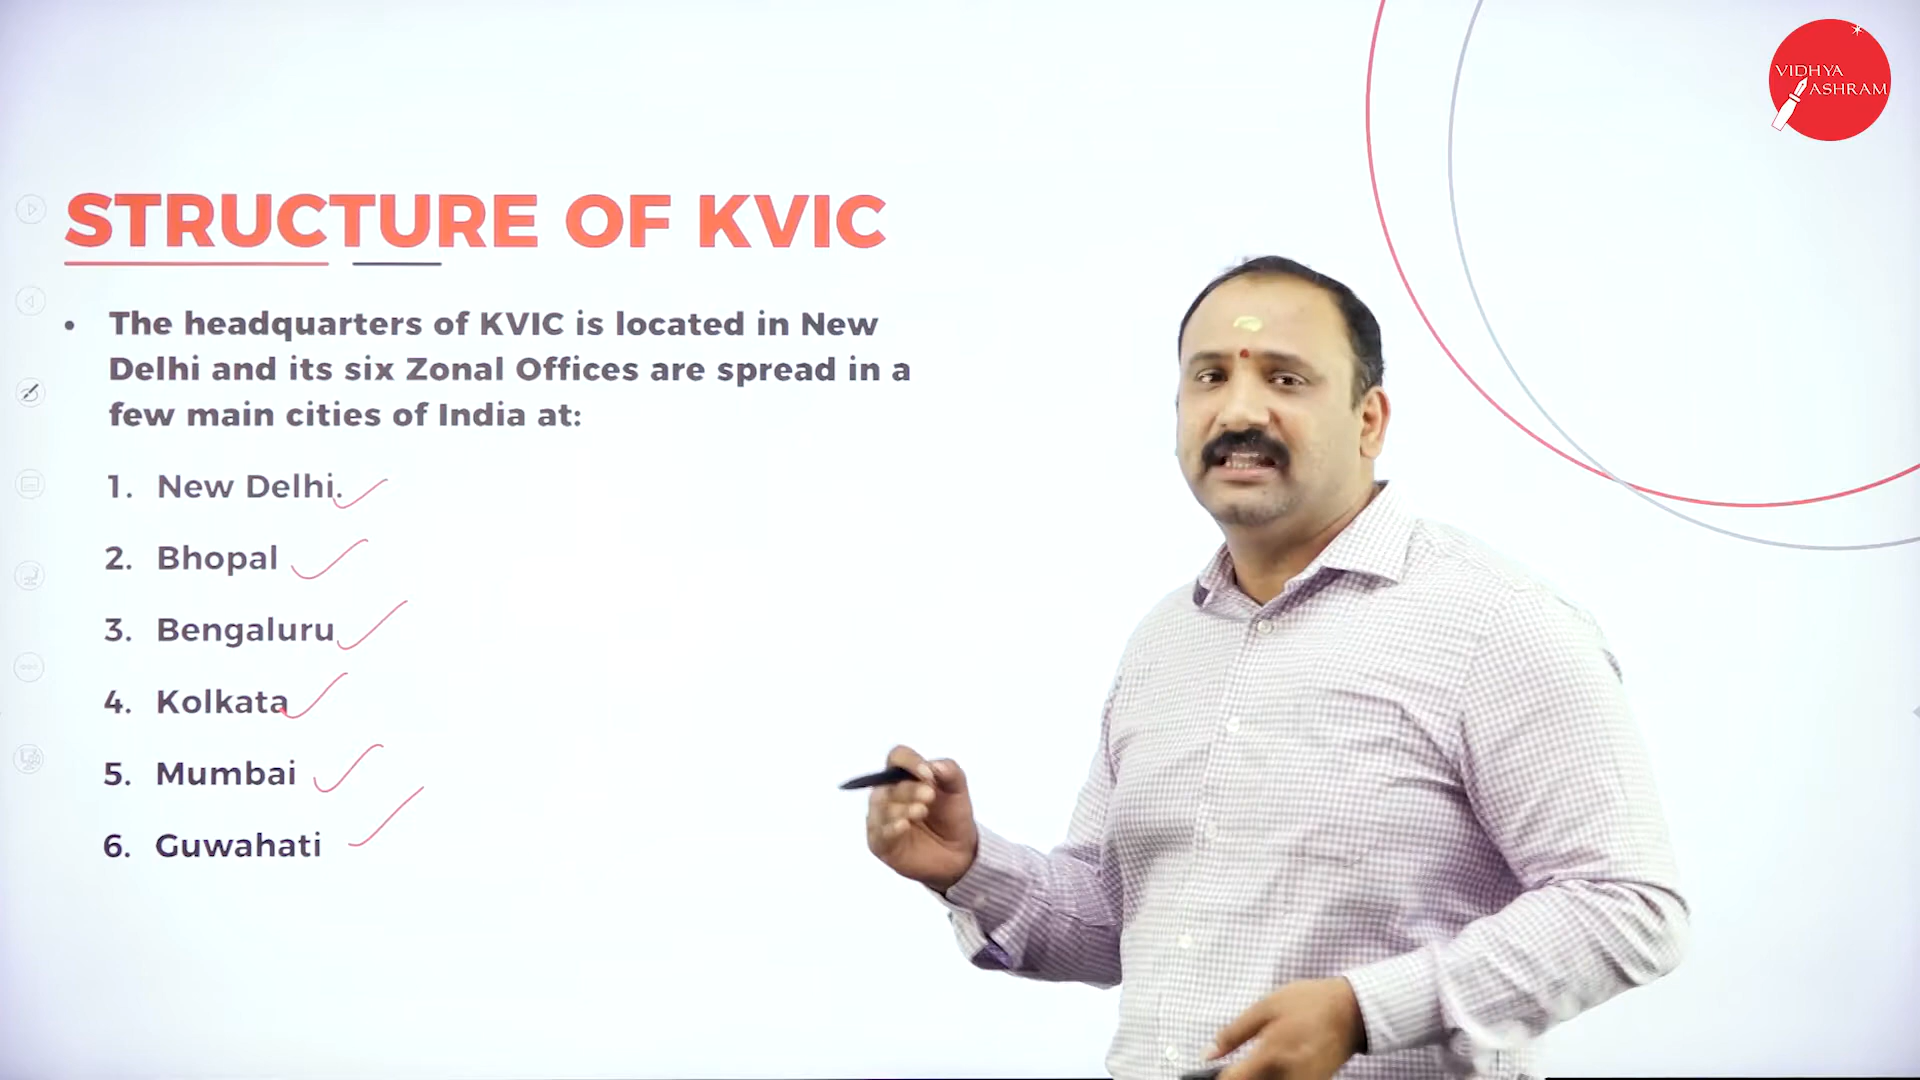 VIDHYA
ASHRAM
STRUCTURE OF KVIC
• The headquarters of KVIC is located in New
Delhi and its six Zonal Offices are spread in a
few main cities of India at:
1. New Delhi.
2. Bhopal
3. Bengaluru
4. Kolkata
5. Mumbai
6. Guwahati